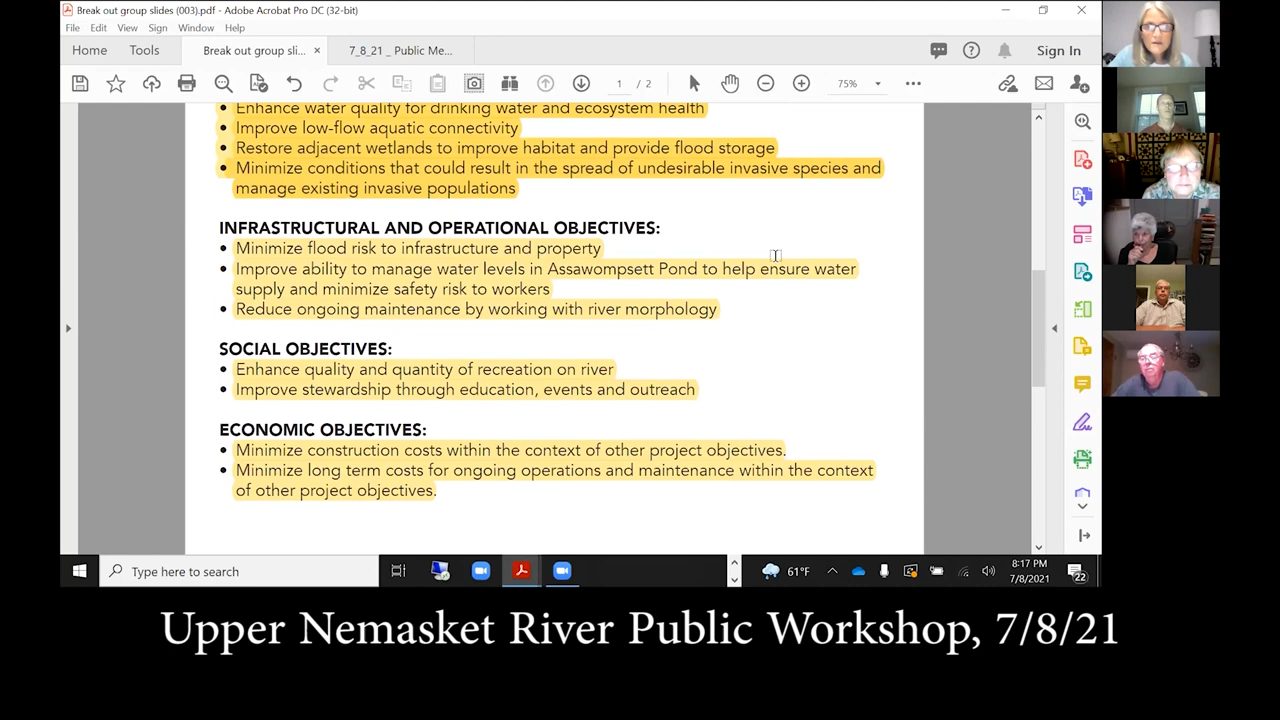 Break out group slides (003).pdf - Adobe Acrobat Pro DC (32-bit)
File Edit View Sign Window Help
Home Tools Break out group sli... × 7_8_21 _ Public Me... Sign In
1 / 2 75%
• Enhance water quality for drinking water and ecosystem health
• Improve low-flow aquatic connectivity
• Restore adjacent wetlands to improve habitat and provide flood storage
• Minimize conditions that could result in the spread of undesirable invasive species and
manage existing invasive populations
INFRASTRUCTURAL AND OPERATIONAL OBJECTIVES:
• Minimize flood risk to infrastructure and property
• Improve ability to manage water levels in Assawompsett Pond to help ensure water
supply and minimize safety risk to workers
• Reduce ongoing maintenance by working with river morphology
SOCIAL OBJECTIVES:
• Enhance quality and quantity of recreation on river
• Improve stewardship through education, events and outreach
ECONOMIC OBJECTIVES:
• Minimize construction costs within the context of other project objectives.
• Minimize long term costs for ongoing operations and maintenance within the context
of other project objectives.
Type here to search 61°F 8:17 PM
7/8/2021 22
Upper Nemasket River Public Workshop, 7/8/21